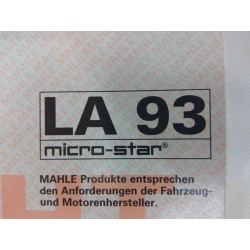 LA 93
micro-star®
MAHLE Produkte entsprechen
den Anforderungen der Fahrzeug-
und Motorenhersteller.